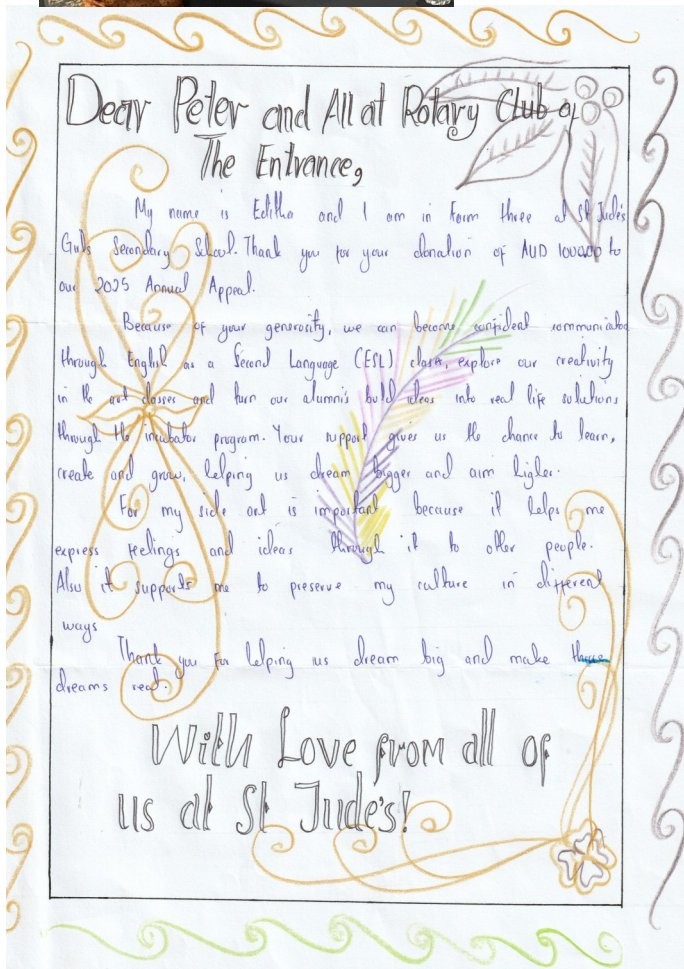 Dear Peter and All at Rotary Club of
The Entrance,
My name is Editha and I am in Form three at St Jude's
Girls Secondary School. Thank you for your donation of AUD 1000.00 to
our 2025 Annual Appeal.
Because of your generosity, we can become confident communicator
through English as a Second Language (ESL) class, explore our creativity
in the art classes and turn our alumni's bold ideas into real life solutions
through the incubator program. Your support gives us the chance to learn,
create and grow, helping us dream bigger and aim higher.
For my side art is important because it helps me
express feelings and ideas through it to other people.
Also it supports me to preserve my culture in different
ways
Thank you for helping us dream big and make
dreams real.
With Love from all of
us at St Jude's!